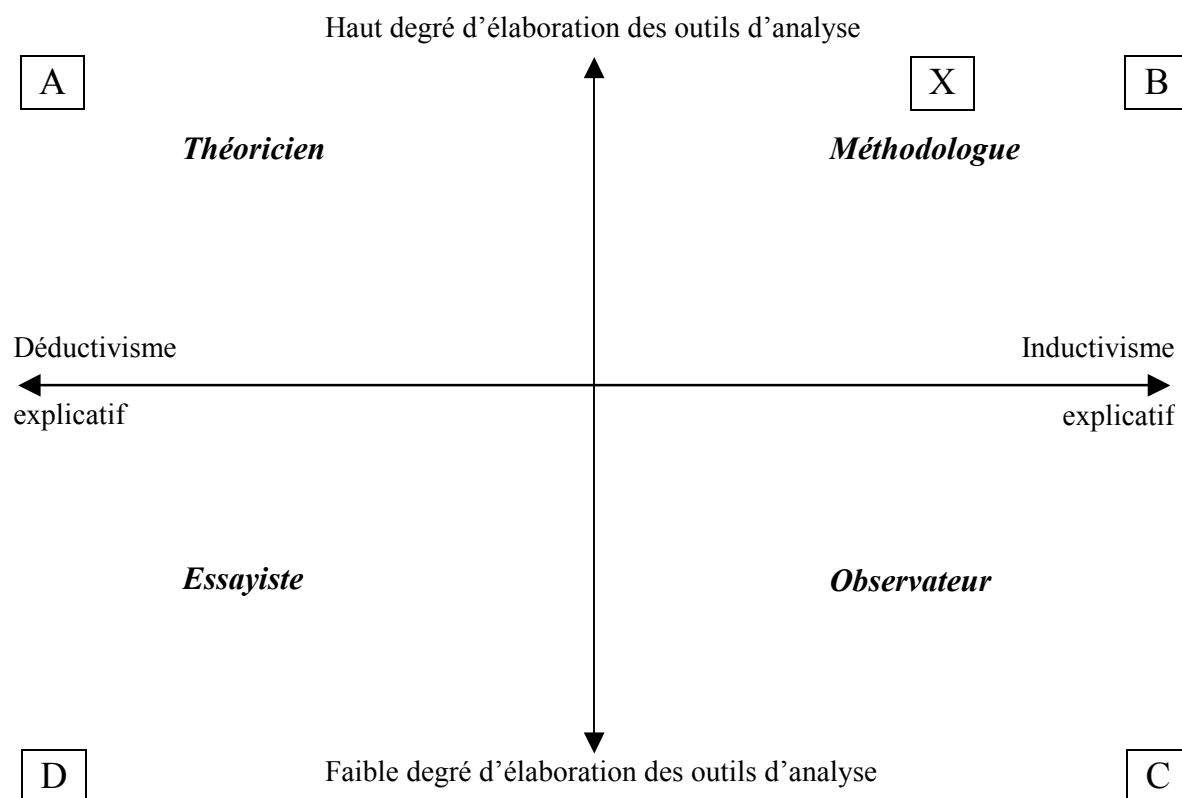 Haut degré d’élaboration des outils d’analyse
A
X
B
Théoricien
Méthodologue
Déductivisme
Inductivisme
explicatif
explicatif
Essayiste
Observateur
D
Faible degré d’élaboration des outils d’analyse
C